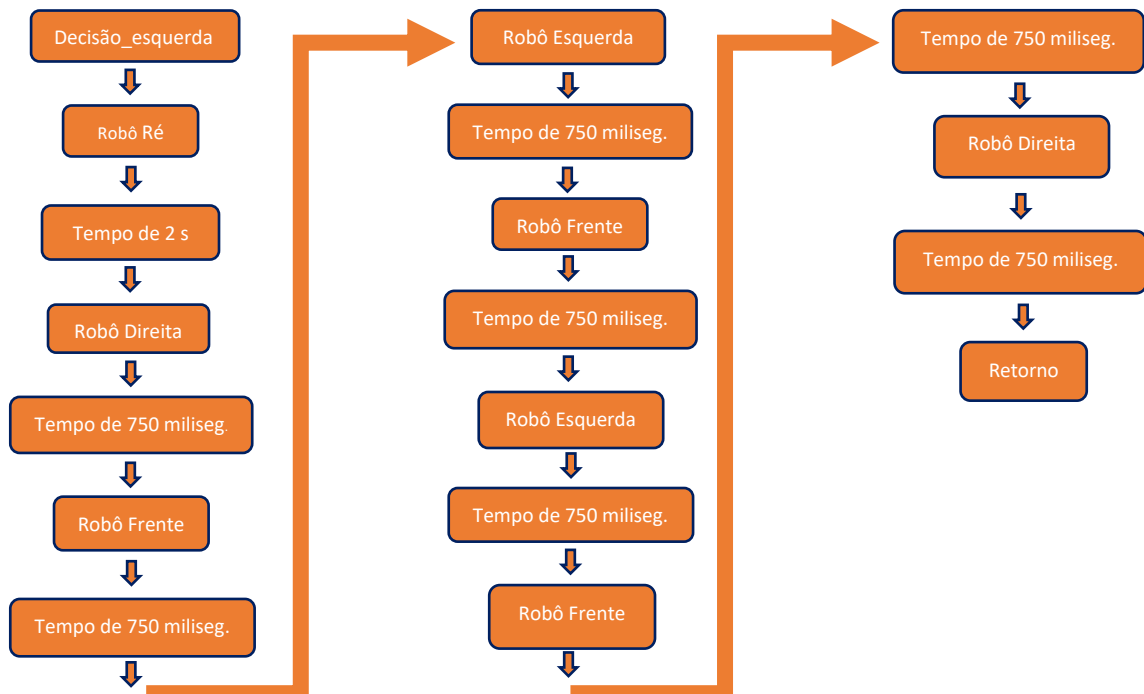 Decisão_esquerda
Robô Ré
Tempo de 2 s
Robô Direita
Tempo de 750 miliseg.
Robô Frente
Tempo de 750 miliseg.
Robô Esquerda
Tempo de 750 miliseg.
Robô Frente
Tempo de 750 miliseg.
Robô Esquerda
Tempo de 750 miliseg.
Robô Frente
Tempo de 750 miliseg.
Robô Direita
Tempo de 750 miliseg.
Retorno